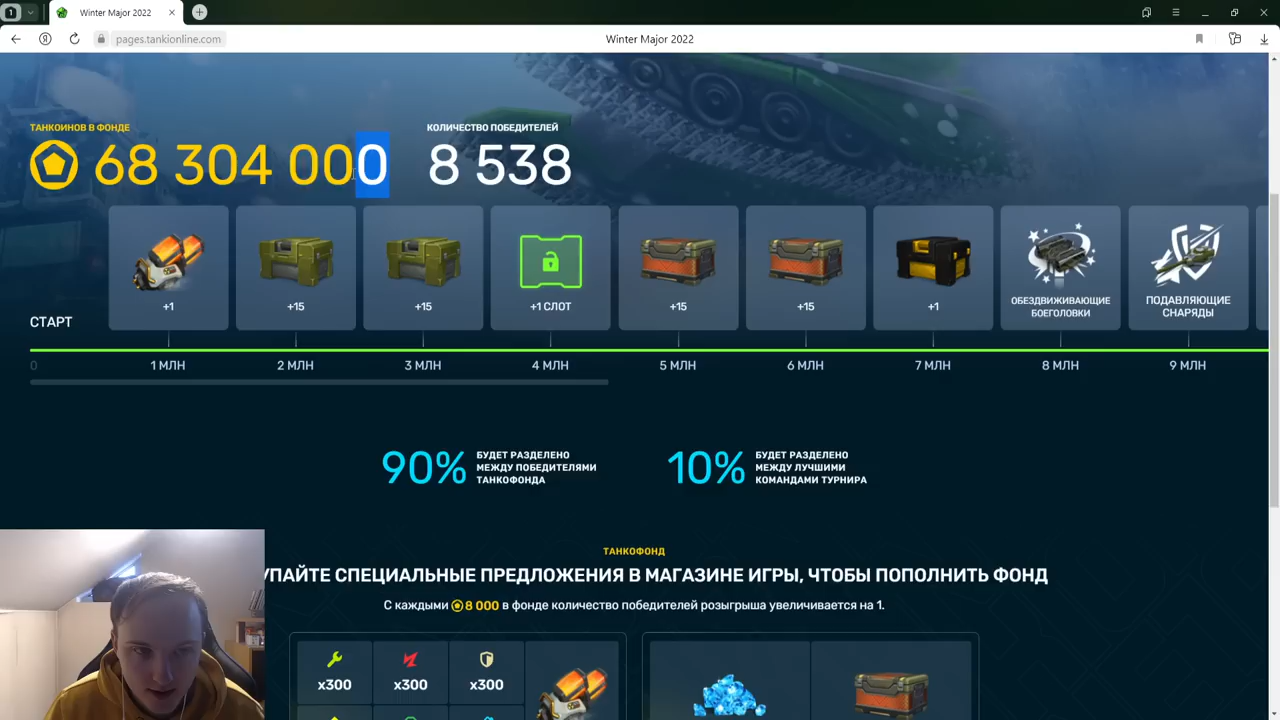 1
Winter Major 2022
pages.tankionline.com
Winter Major 2022
ТАНКОИНОВ В ФОНДЕ
68 304 000
КОЛИЧЕСТВО ПОБЕДИТЕЛЕЙ
8 538
СТАРТ
+1
+15
+15
+1 СЛОТ
+15
+15
+1
ОБЕЗДВИЖИВАЮЩИЕ
БОЕГОЛОВКИ
ПОДАВЛЯЮЩИЕ
СНАРЯДЫ
0
1 МЛН
2 МЛН
3 МЛН
4 МЛН
5 МЛН
6 МЛН
7 МЛН
8 МЛН
9 МЛН
90%
БУДЕТ РАЗДЕЛЕНО
МЕЖДУ ПОБЕДИТЕЛЯМИ
ТАНКОФОНДА
10%
БУДЕТ РАЗДЕЛЕНО
МЕЖДУ ЛУЧШИМИ
КОМАНДАМИ ТУРНИРА
ТАНКОФОНД
УПАЙТЕ СПЕЦИАЛЬНЫЕ ПРЕДЛОЖЕНИЯ В МАГАЗИНЕ ИГРЫ, ЧТОБЫ ПОПОЛНИТЬ ФОНД
С каждыми 8 000 в фонде количество победителей розыгрыша увеличивается на 1.
x300
x300
x300